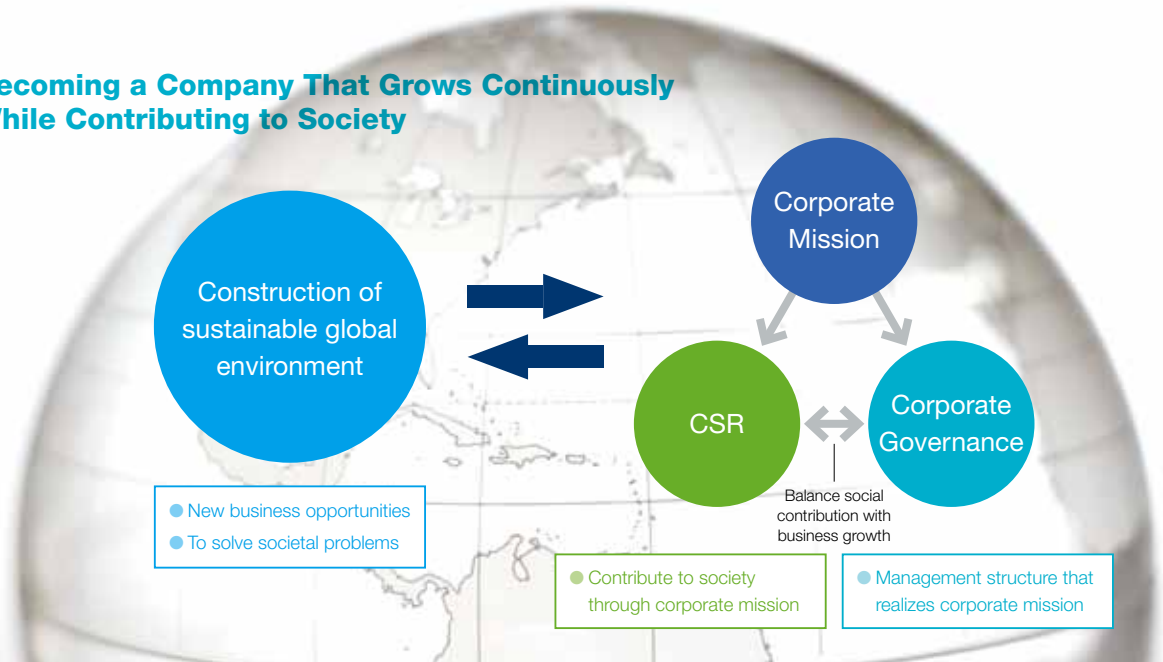 ecoming a Company That Grows Continuously
hile Contributing to Society
Corporate
Mission
Construction of
sustainable global
environment
CSR
Corporate
Governance
Balance social
contribution with
business growth
New business opportunities
To solve societal problems
Contribute to society
through corporate mission
Management structure that
realizes corporate mission